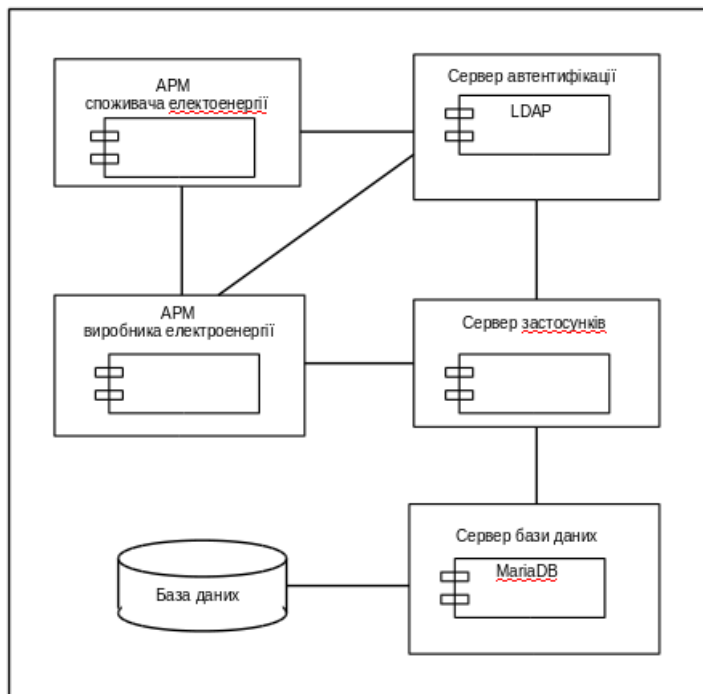 АРМ
споживача електоенергії
Сервер автентифікації
LDAP
АРМ
виробника електроенергії
Сервер застосунків
Сервер бази даних
MariaDB
База даних